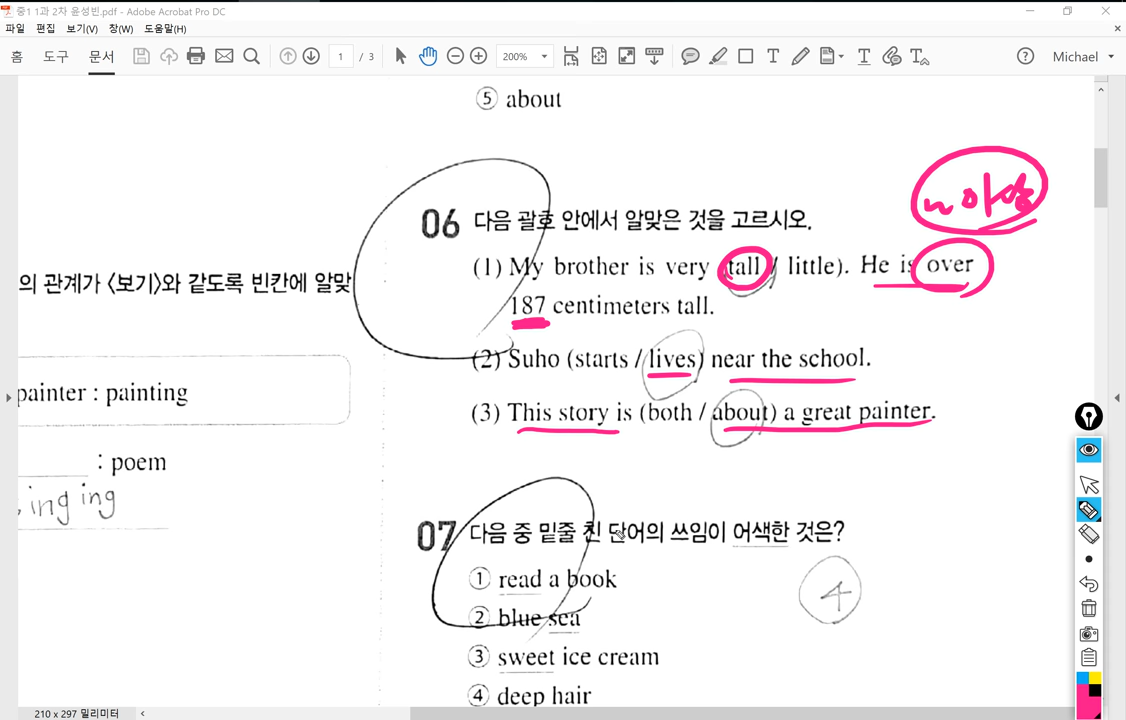 중1 1과 2차 윤성빈.pdf - Adobe Acrobat Pro DC
파일 편집 보기(V) 창(W) 도움말(H)
홈 도구 문서 1 / 3 200% Michael
⑤ about
~ 이상
06 다음 괄호 안에서 알맞은 것을 고르시오.
(1) My brother is very (tall / little). He is over
187 centimeters tall.
(2) Suho (starts / lives) near the school.
(3) This story is (both / about) a great painter.
의 관계가 〈보기〉와 같도록 빈칸에 알맞
painter : painting
: poem
ing ing
07 다음 중 밑줄 친 단어의 쓰임이 어색한 것은?
4
① read a book
② blue sea
③ sweet ice cream
④ deep hair
210 x 297 밀리미터